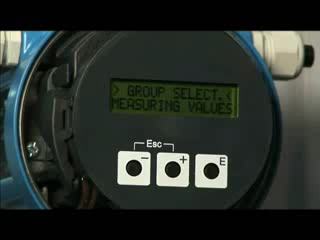 > GROUP SELECT.<
MEASURING VALUES
Esc
- + E